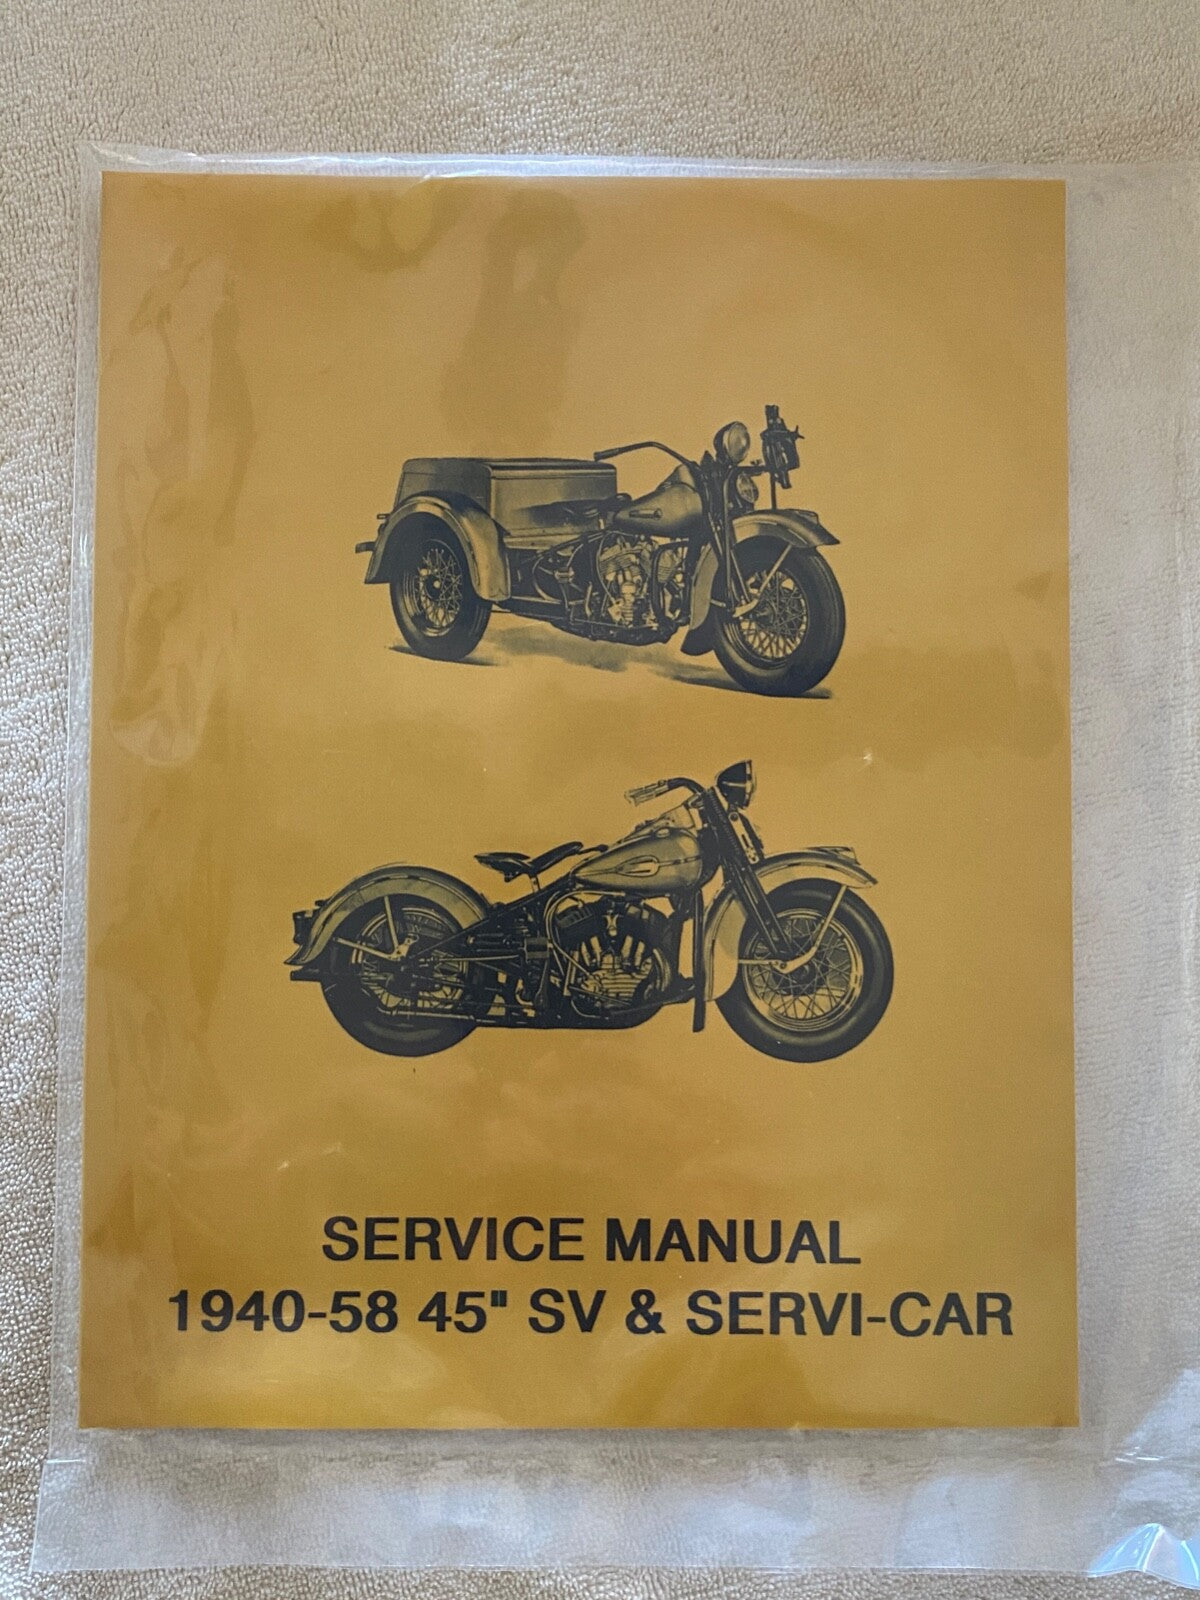 SERVICE MANUAL
1940-58 45" SV & SERVI-CAR